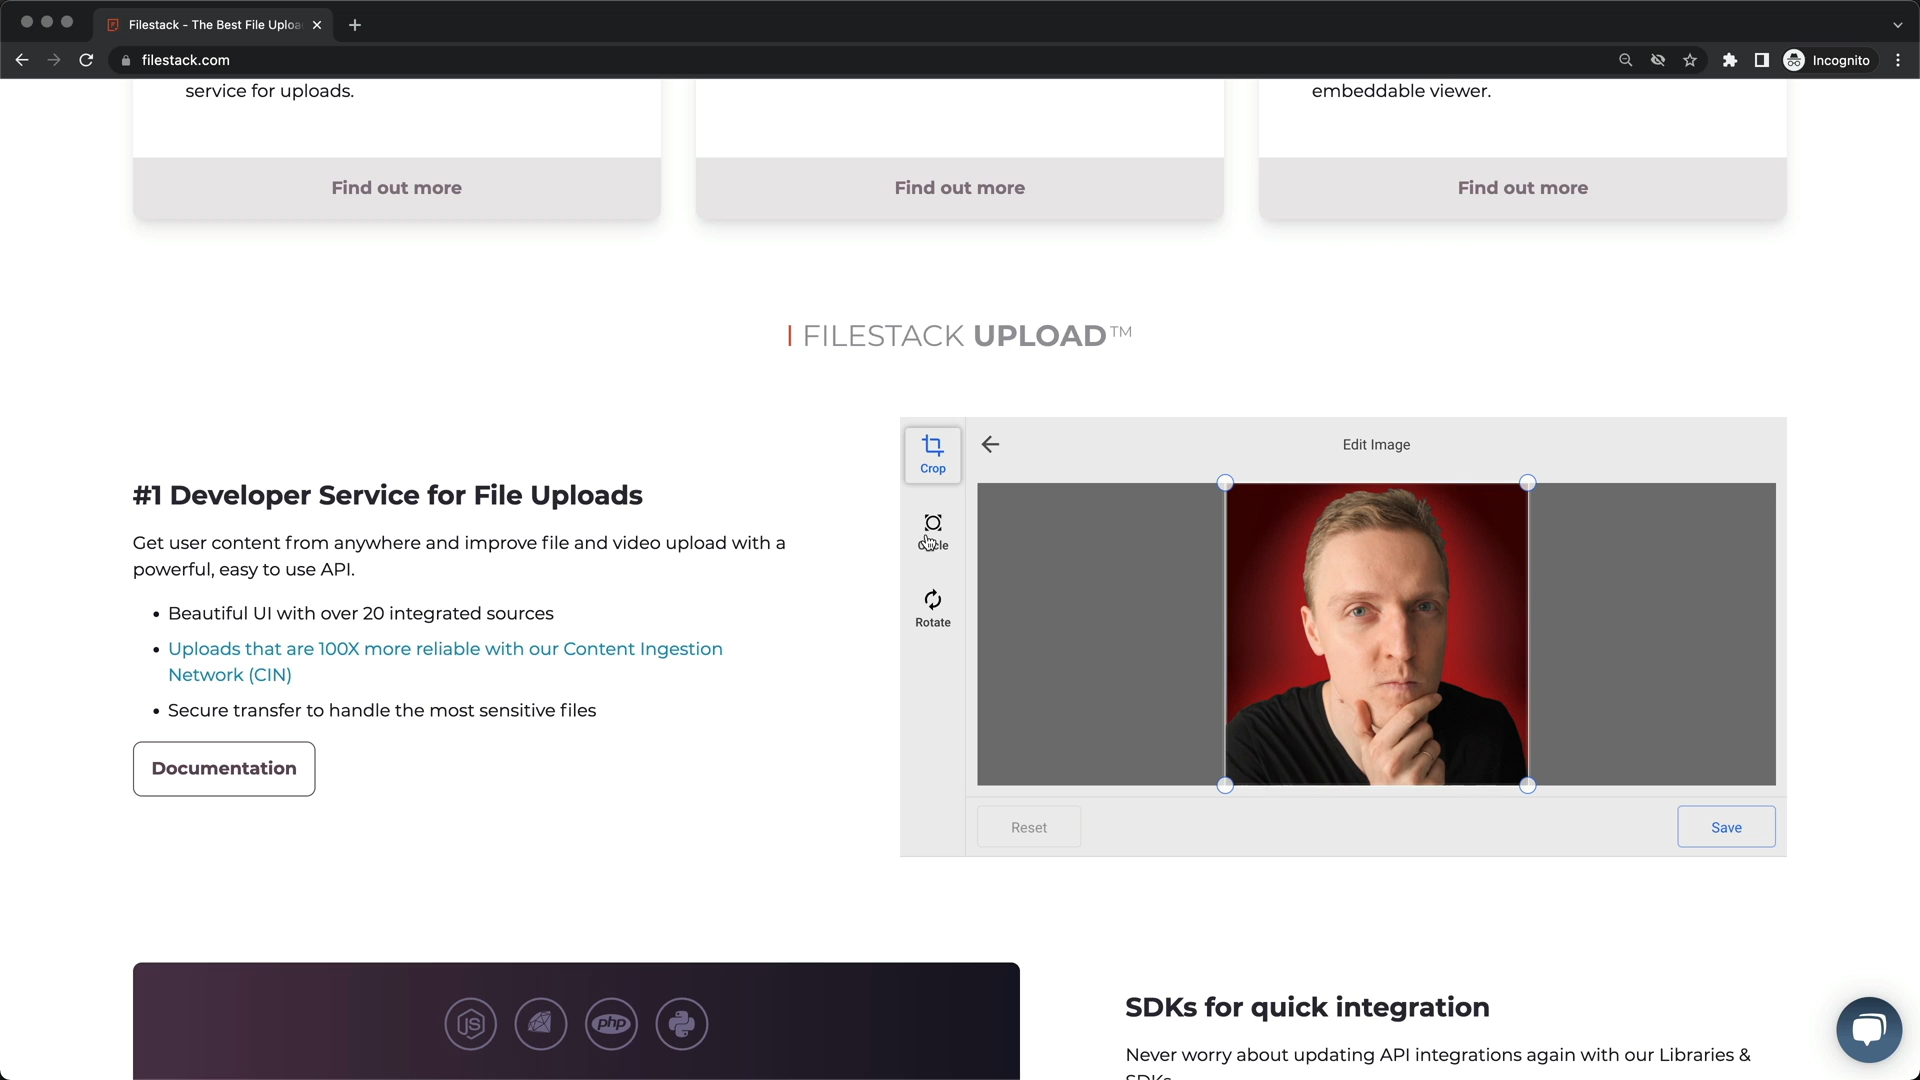 Filestack - The Best File Uploa
filestack.com
Incognito
service for uploads.
embeddable viewer.
Find out more
Find out more
Find out more
FILESTACK UPLOAD™
#1 Developer Service for File Uploads
Get user content from anywhere and improve file and video upload with a
powerful, easy to use API.
• Beautiful UI with over 20 integrated sources
• Uploads that are 100X more reliable with our Content Ingestion
Network (CIN)
• Secure transfer to handle the most sensitive files
Documentation
Crop
Edit Image
Rotate
Reset
Save
JS
php
SDKs for quick integration
Never worry about updating API integrations again with our Libraries &